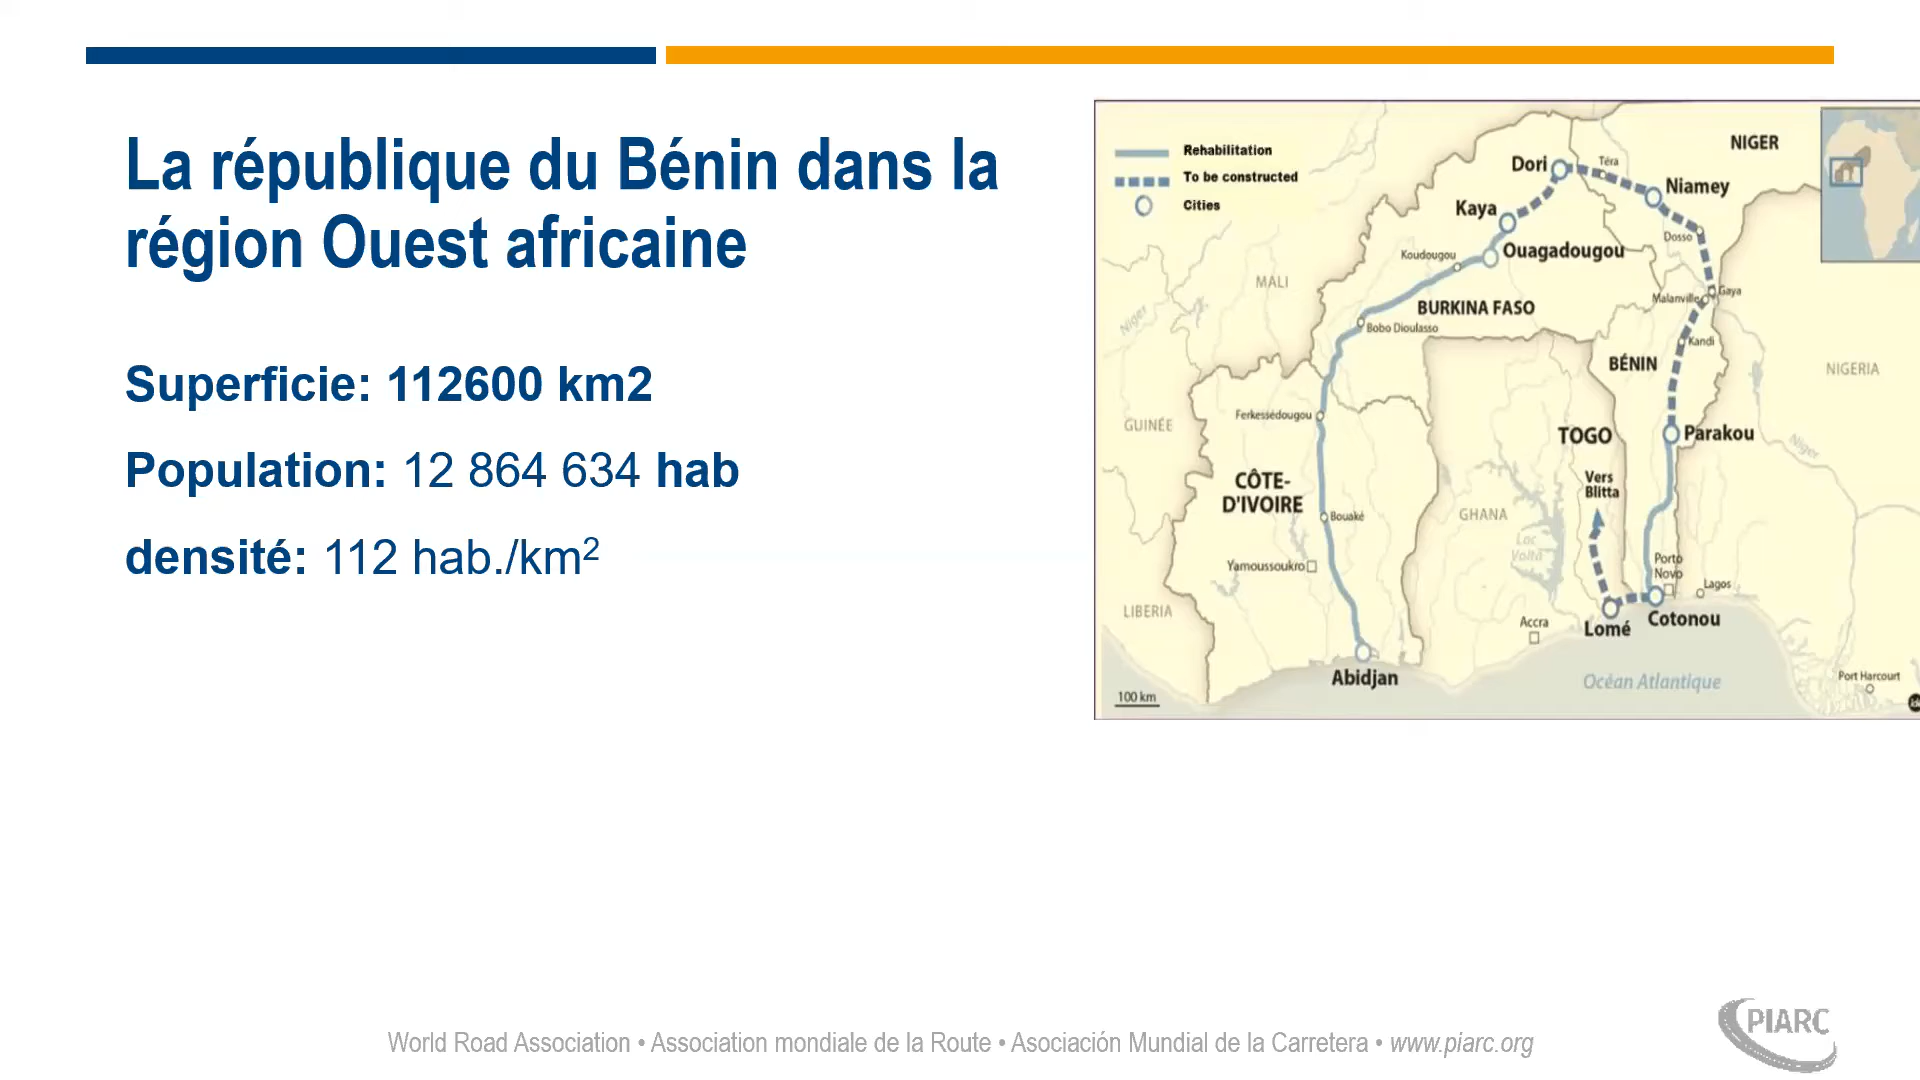 La république du Bénin dans la
région Ouest africaine
Superficie: 112600 km2
Population: 12 864 634 hab
densité: 112 hab./km²
Rehabilitation
To be constructed
Cities
NIGER
Dori
Téra
Niamey
Kaya
Dosso
Koudougou
Ouagadougou
MALI
Niger
Malanville
Gaya
BURKINA FASO
Bobo Dioulasso
Kandi
BÉNIN
NIGERIA
Ferkessédougou
GUINÉE
TOGO
Parakou
Niger
CÔTE-
D'IVOIRE
Vers
Blitta
Bouaké
GHANA
Lac
Volta
Yamoussoukro
Porto
Novo
Lagos
LIBERIA
Accra
Lomé
Cotonou
Abidjan
Océan Atlantique
Port Harcourt
100 km
World Road Association • Association mondiale de la Route • Asociación Mundial de la Carretera • www.piarc.org
PIARC